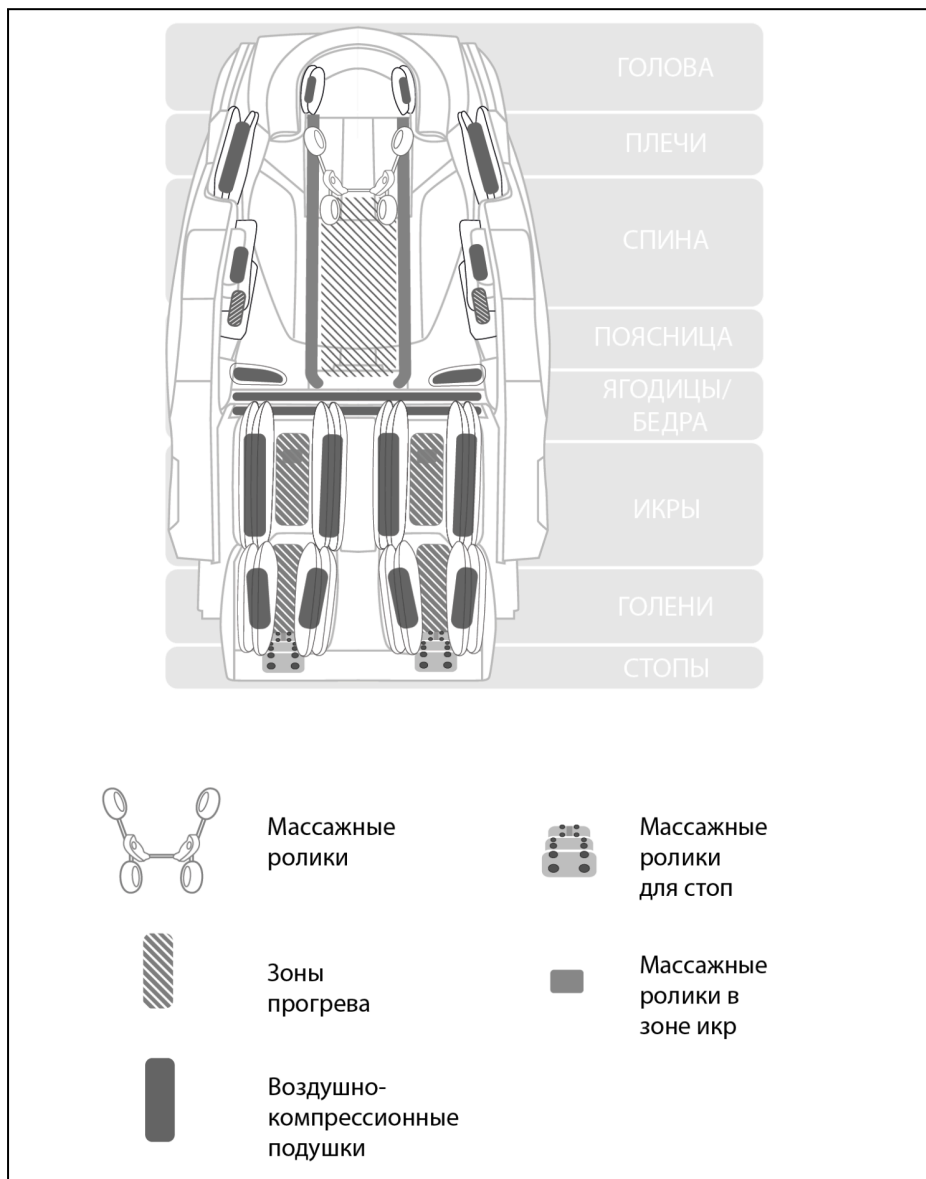 ГОЛОВА
ПЛЕЧИ
СПИНА
ПОЯСНИЦА
ЯГОДИЦЫ/
БЕДРА
ИКРЫ
ГОЛЕНИ
СТОПЫ
Массажные
ролики
Зоны
прогрева
Воздушно-
компрессионные
подушки
Массажные
ролики
для стоп
Массажные
ролики в
зоне икр